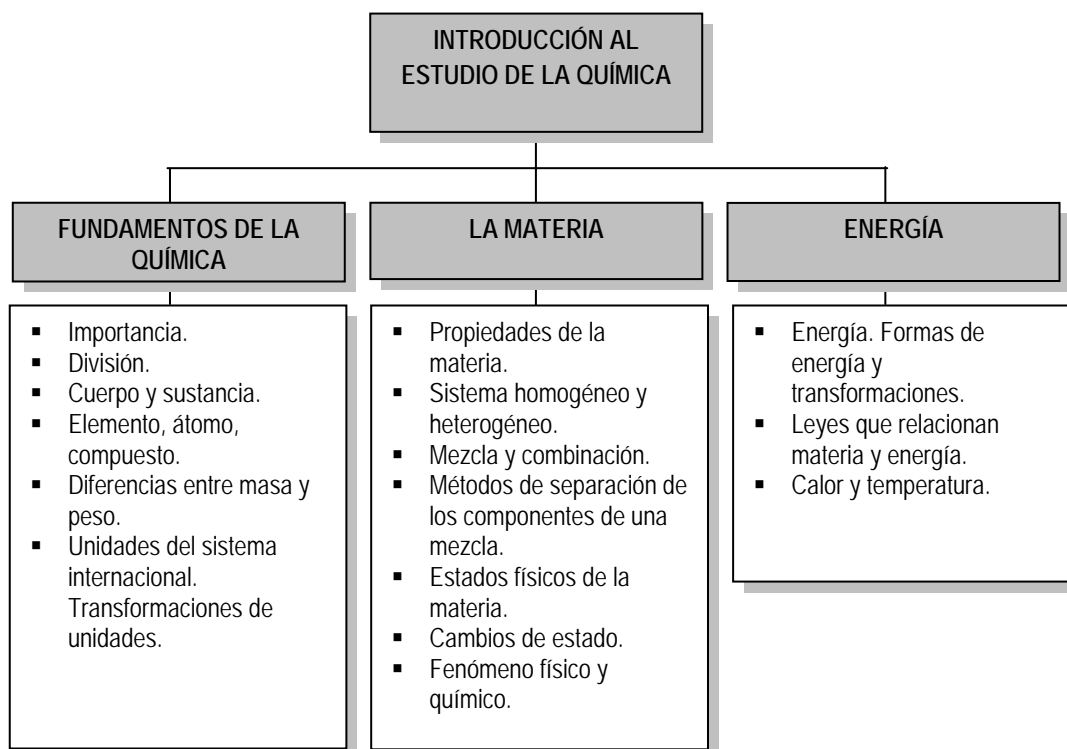 INTRODUCCIÓN AL
ESTUDIO DE LA QUÍMICA
FUNDAMENTOS DE LA
QUÍMICA
▪ Importancia.
▪ División.
▪ Cuerpo y sustancia.
▪ Elemento, átomo,
compuesto.
▪ Diferencias entre masa y
peso.
▪ Unidades del sistema
internacional.
Transformaciones de
unidades.
LA MATERIA
▪ Propiedades de la
materia.
▪ Sistema homogéneo y
heterogéneo.
▪ Mezcla y combinación.
▪ Métodos de separación de
los componentes de una
mezcla.
▪ Estados físicos de la
materia.
▪ Cambios de estado.
▪ Fenómeno físico y
químico.
ENERGÍA
▪ Energía. Formas de
energía y
transformaciones.
▪ Leyes que relacionan
materia y energía.
▪ Calor y temperatura.